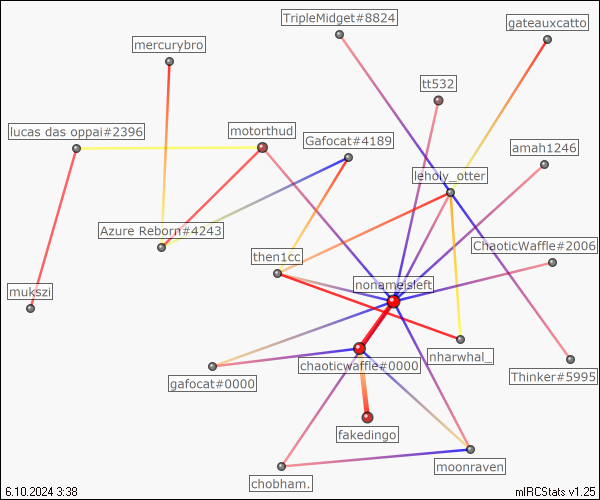 TripleMidget#8824
gateauxcatto
mercurybro
tt532
lucas das oppai#2396
motorthud
Gafocat#4189
amah1246
leholy_otter
Azure Reborn#4243
ChaoticWaffle#2006
then1cc
nonameisleft
mukszi
chaoticwaffle#0000
nharwhal_
gafocat#0000
Thinker#5995
fakedingo
moonraven
chobham.
6.10.2024 3:38
mIRCStats v1.25